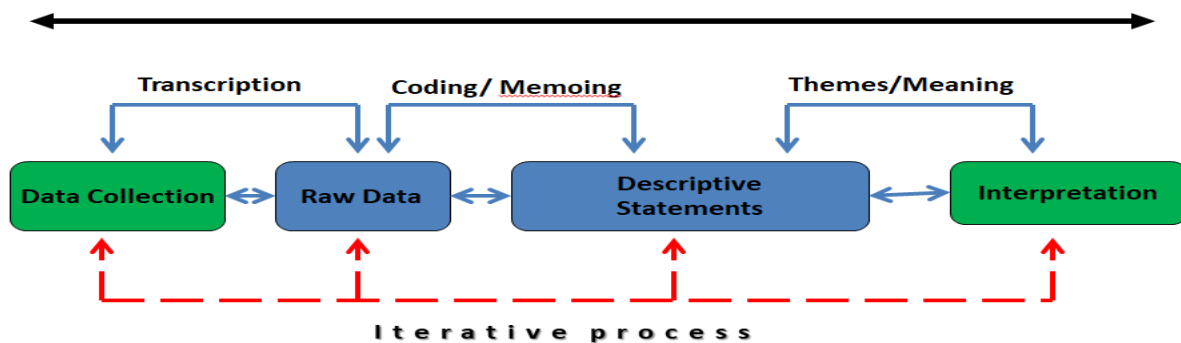 Transcription
Coding/ Memoing
Themes/Meaning
Data Collection
Raw Data
Descriptive
Statements
Interpretation
Iterative process